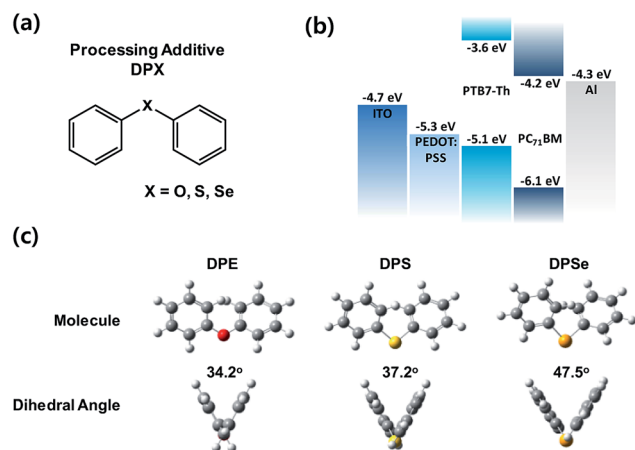 (a)
Processing Additive
DPX
X
X = O, S, Se
(b)
-3.6 eV
-4.2 eV
-4.3 eV
Al
-4.7 eV
ITO
PTB7-Th
-5.3 eV
PEDOT:
PSS
-5.1 eV
PC₇₁BM
-6.1 eV
(c)
DPE
DPS
DPSe
Molecule
34.2°
37.2°
47.5°
Dihedral Angle